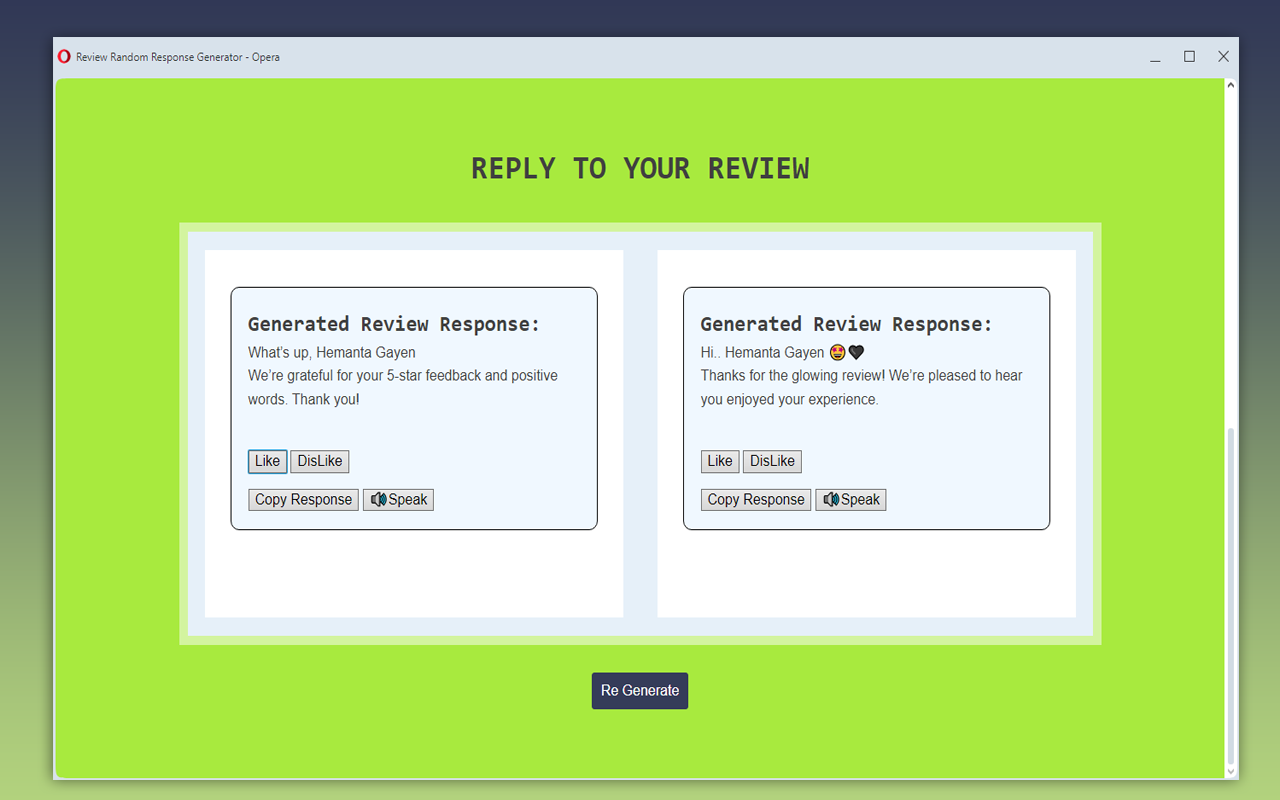 Review Random Response Generator - Opera
REPLY TO YOUR REVIEW
Generated Review Response:
What's up, Hemanta Gayen
We're grateful for your 5-star feedback and positive
words. Thank you!
Like DisLike
Copy Response 🔊Speak
Generated Review Response:
Hi.. Hemanta Gayen 🤩🖤
Thanks for the glowing review! We're pleased to hear
you enjoyed your experience.
Like DisLike
Copy Response 🔊Speak
Re Generate